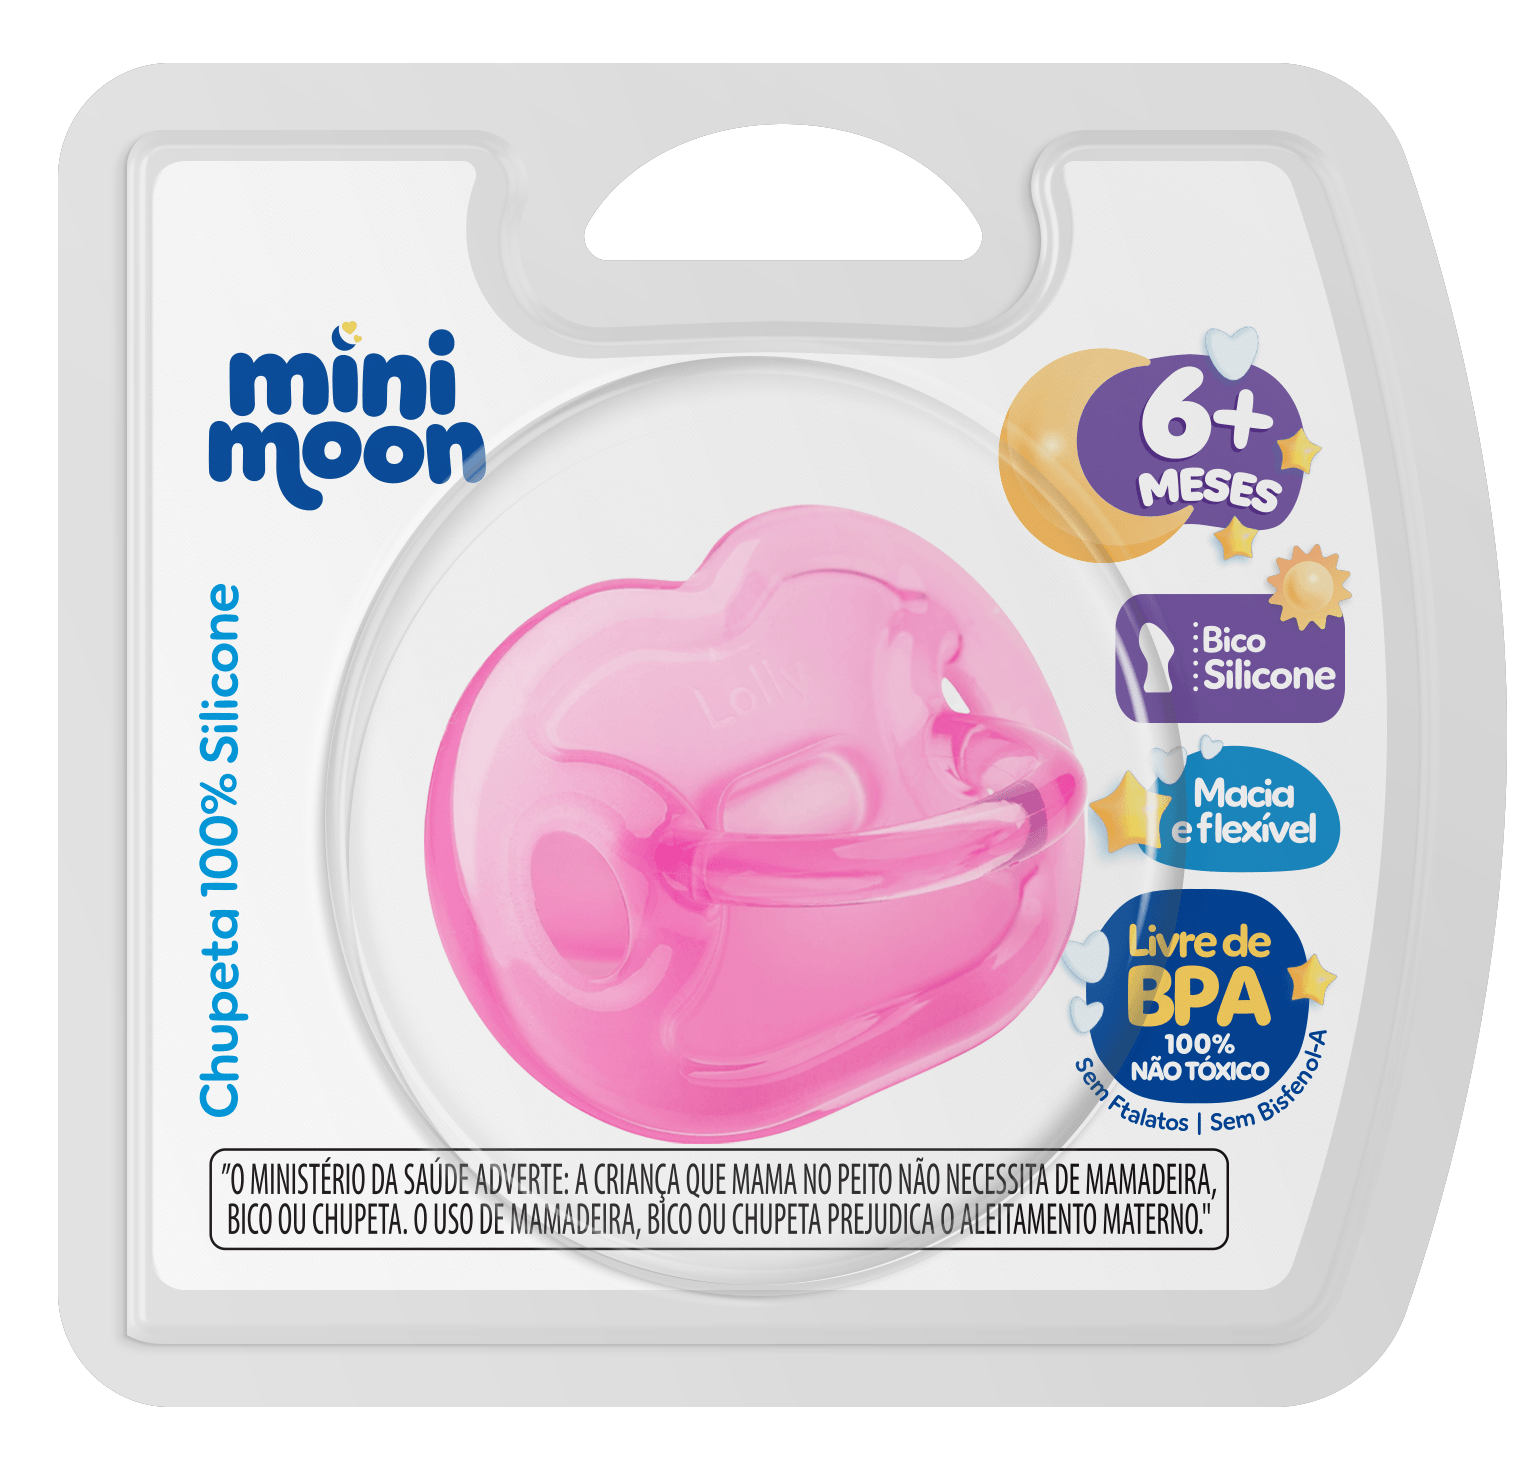 mini
moon
6+
MESES
Bico
Silicone
Macia
e flexível
Livre de
BPA
100%
NÃO TÓXICO
Sem Ftalatos | Sem Bisfenol-A
Chupeta 100% Silicone
Lolly
"O MINISTÉRIO DA SAÚDE ADVERTE: A CRIANÇA QUE MAMA NO PEITO NÃO NECESSITA DE MAMADEIRA,
BICO OU CHUPETA. O USO DE MAMADEIRA, BICO OU CHUPETA PREJUDICA O ALEITAMENTO MATERNO."